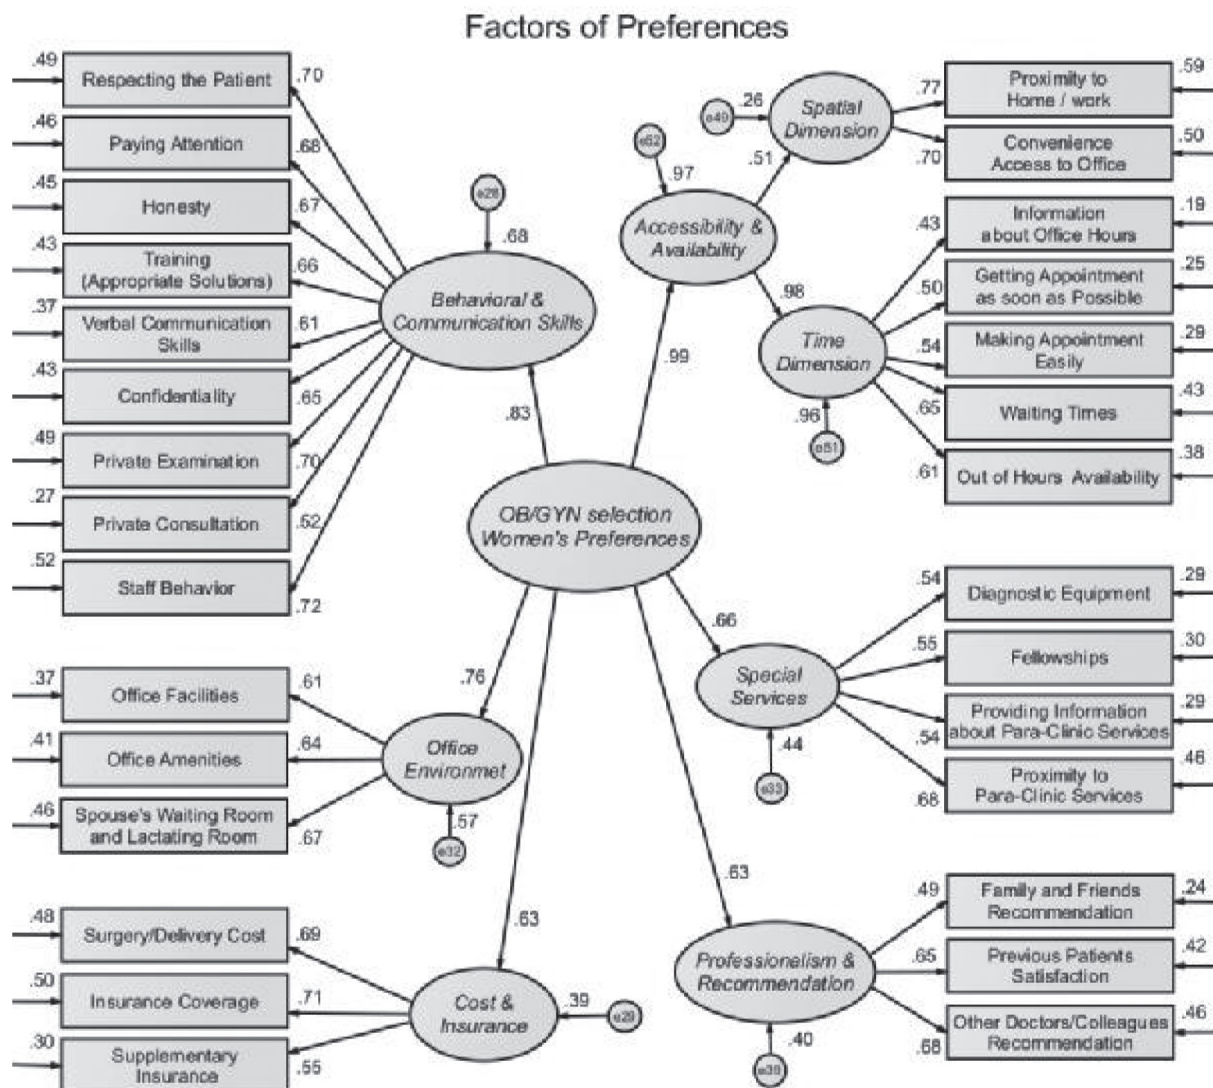 Factors of Preferences
.49
Respecting the Patient
.70
.46
Paying Attention
.68
.45
Honesty
.67
.43
Training
(Appropriate Solutions)
.66
.37
Verbal Communication
Skills
.61
.43
Confidentiality
.65
.49
Private Examination
.70
.27
Private Consultation
.52
.52
Staff Behavior
.72
e28
.68
Behavioral &
Communication Skills
.83
OB/GYN selection
Women's Preferences
.37
Office Facilities
.61
.41
Office Amenities
.64
.46
Spouse's Waiting Room
and Lactating Room
.67
.76
Office
Environmet
.57
e32
.48
Surgery/Delivery Cost
.69
.50
Insurance Coverage
.71
.30
Supplementary
Insurance
.55
.63
Cost &
Insurance
.39
e29
e52
.97
Accessibility &
Availability
.99
e49
.26
Spatial
Dimension
.51
.77
Proximity to
Home / work
.59
.70
Convenience
Access to Office
.50
.98
Time
Dimension
.96
e51
.43
Information
about Office Hours
.19
.50
Getting Appointment
as soon as Possible
.25
.54
Making Appointment
Easily
.29
.65
Waiting Times
.43
.61
Out of Hours Availability
.38
.66
Special
Services
.44
e33
.54
Diagnostic Equipment
.29
.55
Fellowships
.30
.54
Providing Information
about Para-Clinic Services
.29
.68
Proximity to
Para-Clinic Services
.46
.63
Professionalism &
Recommendation
.40
e39
.49
Family and Friends
Recommendation
.24
.65
Previous Patients
Satisfaction
.42
.68
Other Doctors/Colleagues
Recommendation
.46